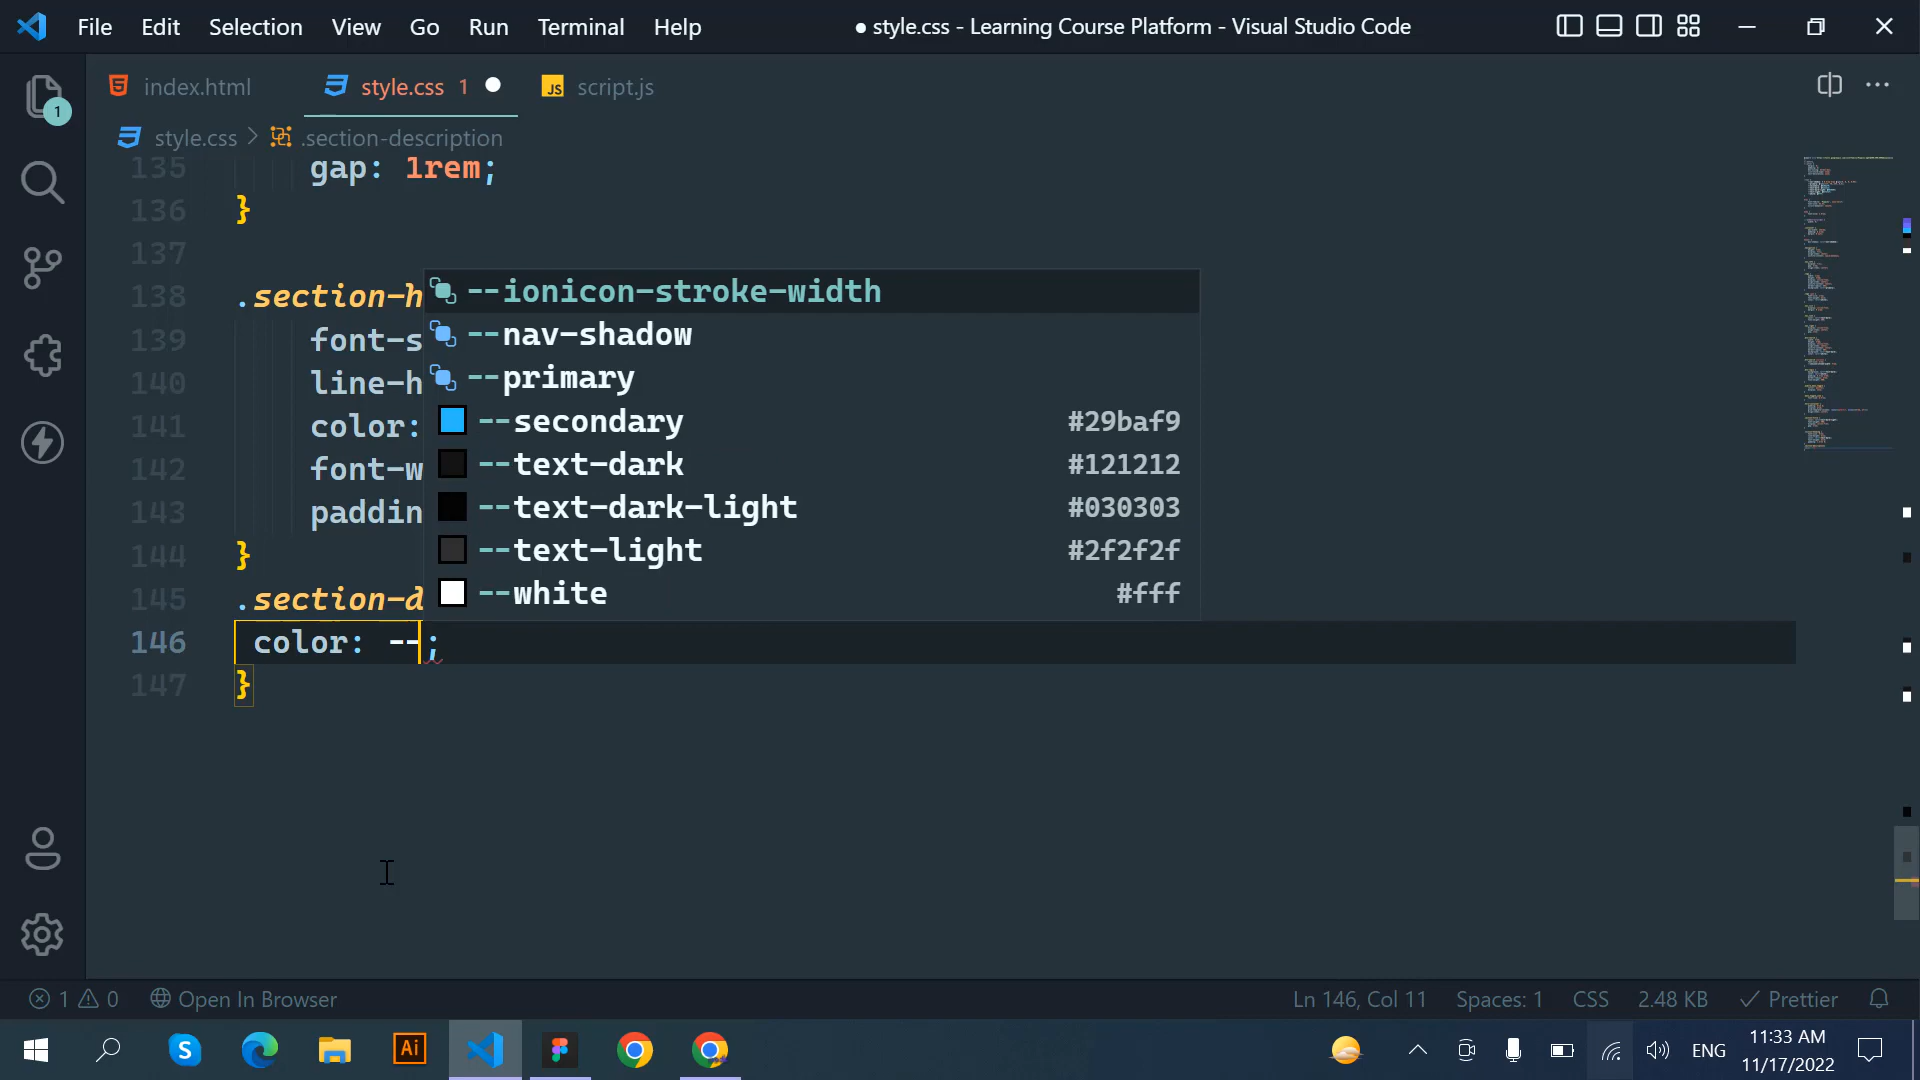 File Edit Selection View Go Run Terminal Help
● style.css - Learning Course Platform - Visual Studio Code
index.html
style.css 1
JS script.js
1
style.css > .section-description
135 gap: 1rem;
136 }
137
138 .section-h
139 font-s
140 line-h
141 color:
142 font-w
143 paddin
144 }
145 .section-d
146 color: --;
147 }
--ionicon-stroke-width
--nav-shadow
--primary
--secondary #29baf9
--text-dark #121212
--text-dark-light #030303
--text-light #2f2f2f
--white #fff
1 0 Open In Browser
Ln 146, Col 11 Spaces: 1 CSS 2.48 KB Prettier
S Ai
ENG
11:33 AM
11/17/2022